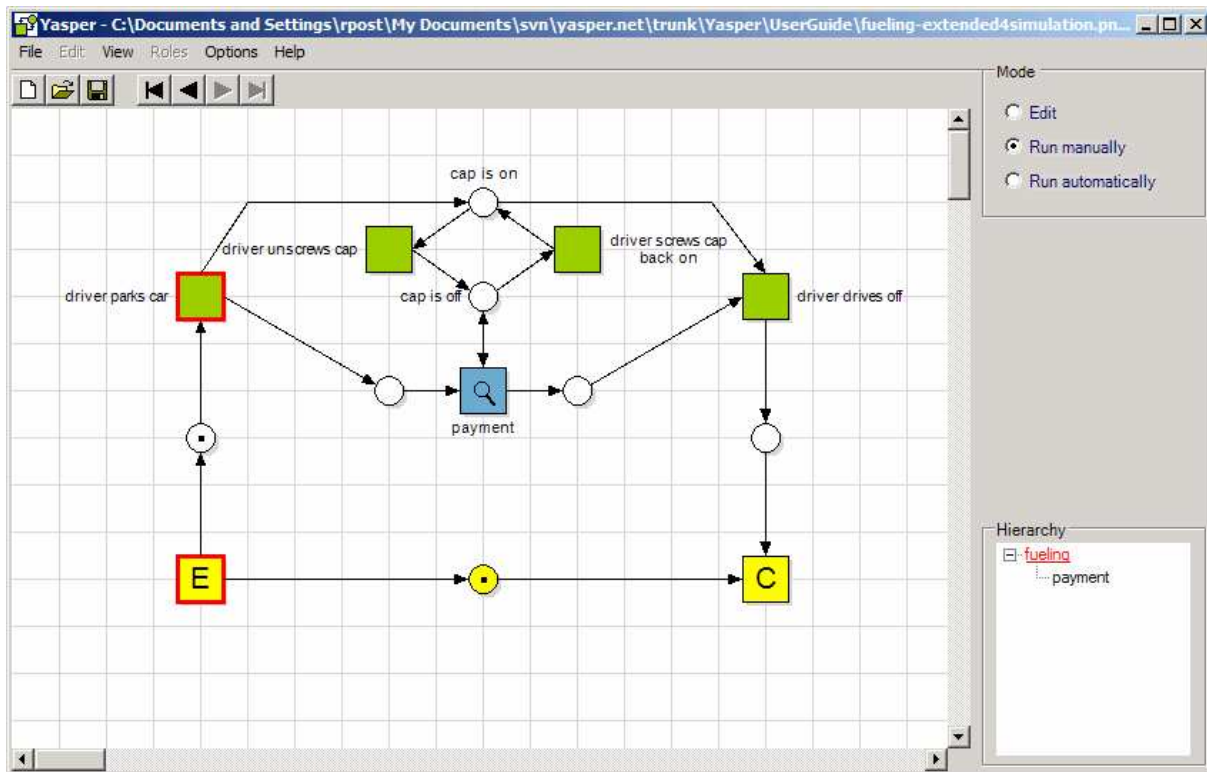 Yasper - C:\Documents and Settings\rpost\My Documents\svn\yasper.net\trunk\Yasper\UserGuide\fueling-extended4simulation.pn...
File Edit View Roles Options Help
Mode
Edit
Run manually
Run automatically
cap is on
driver unscrews cap
driver screws cap
back on
driver parks car
cap is off
driver drives off
payment
E
C
Hierarchy
fueling
payment